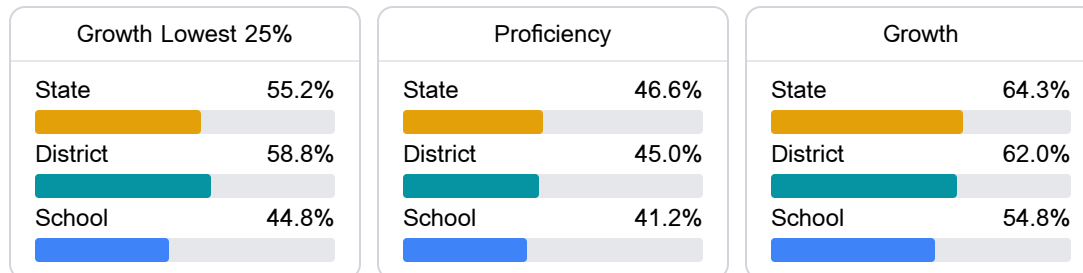 Growth Lowest 25%
State 55.2%
District 58.8%
School 44.8%
Proficiency
State 46.6%
District 45.0%
School 41.2%
Growth
State 64.3%
District 62.0%
School 54.8%